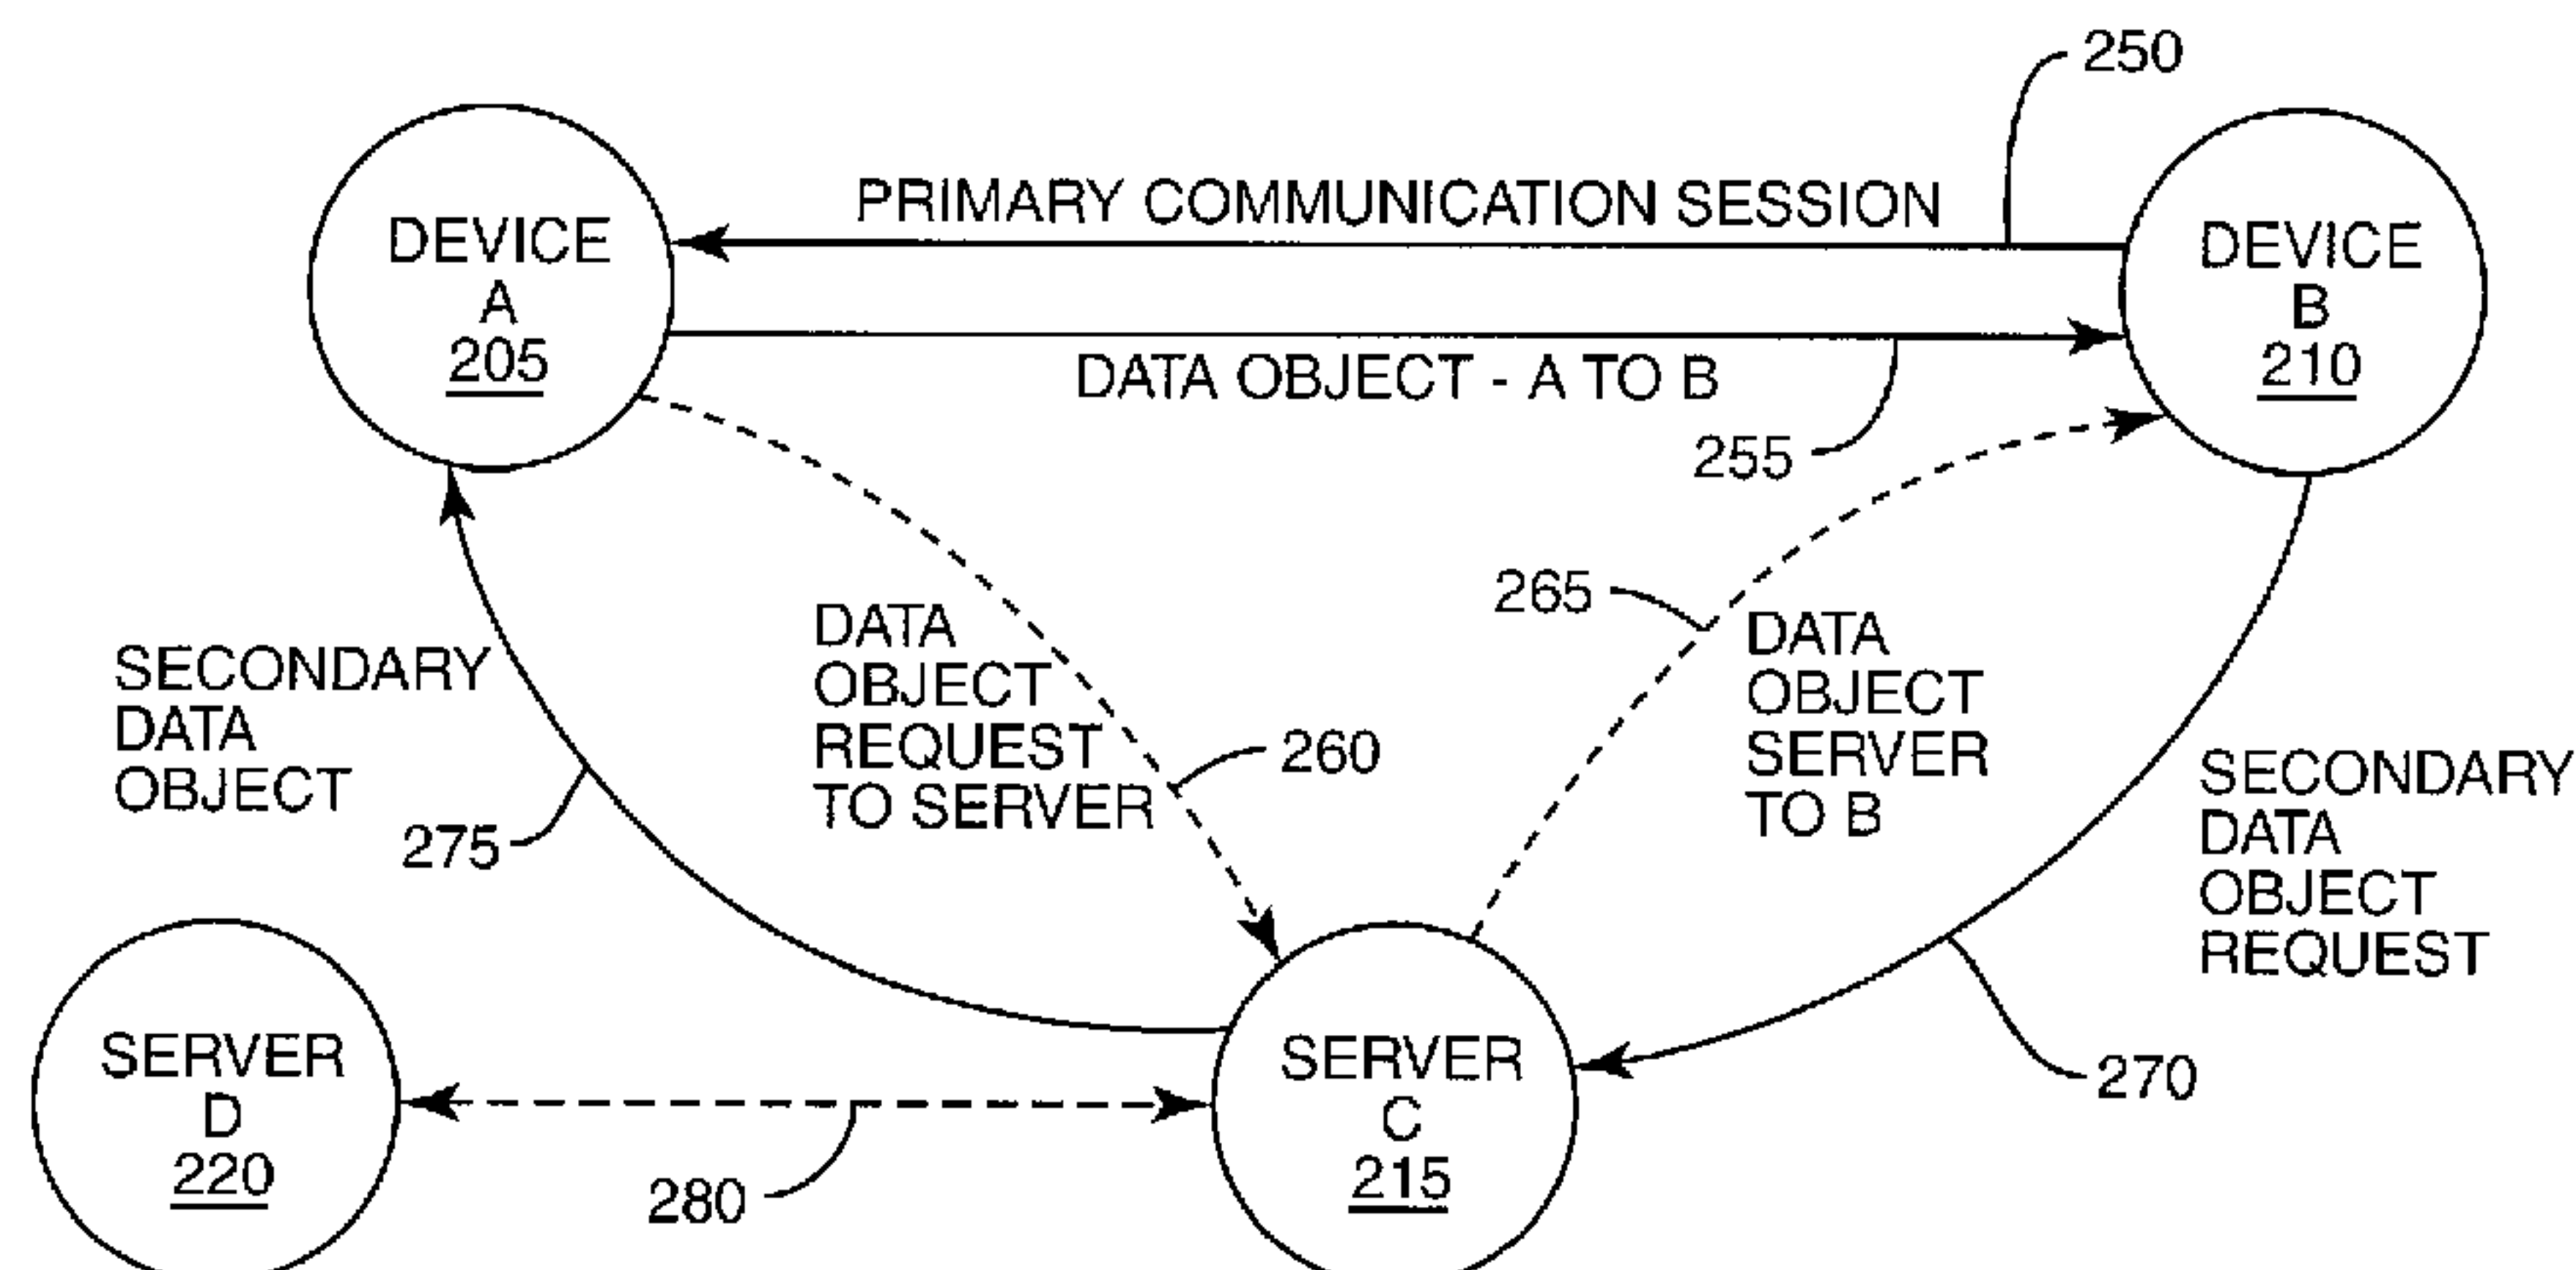 250
PRIMARY COMMUNICATION SESSION
DEVICE
A
205
DEVICE
B
210
DATA OBJECT - A TO B
255
265
SECONDARY
DATA
OBJECT
275
DATA
OBJECT
REQUEST
TO SERVER
260
DATA
OBJECT
SERVER
TO B
SECONDARY
DATA
OBJECT
REQUEST
270
SERVER
D
220
280
SERVER
C
215